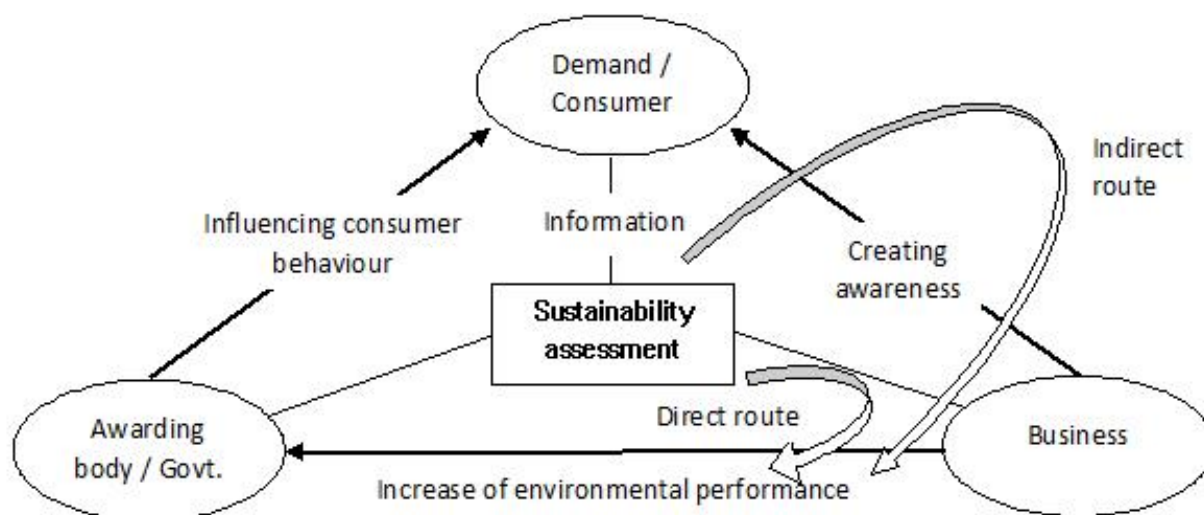 Demand /
Consumer
Indirect
route
Influencing consumer
behaviour
Information
Creating
awareness
Sustainability
assessment
Direct route
Awarding
body / Govt.
Business
Increase of environmental performance